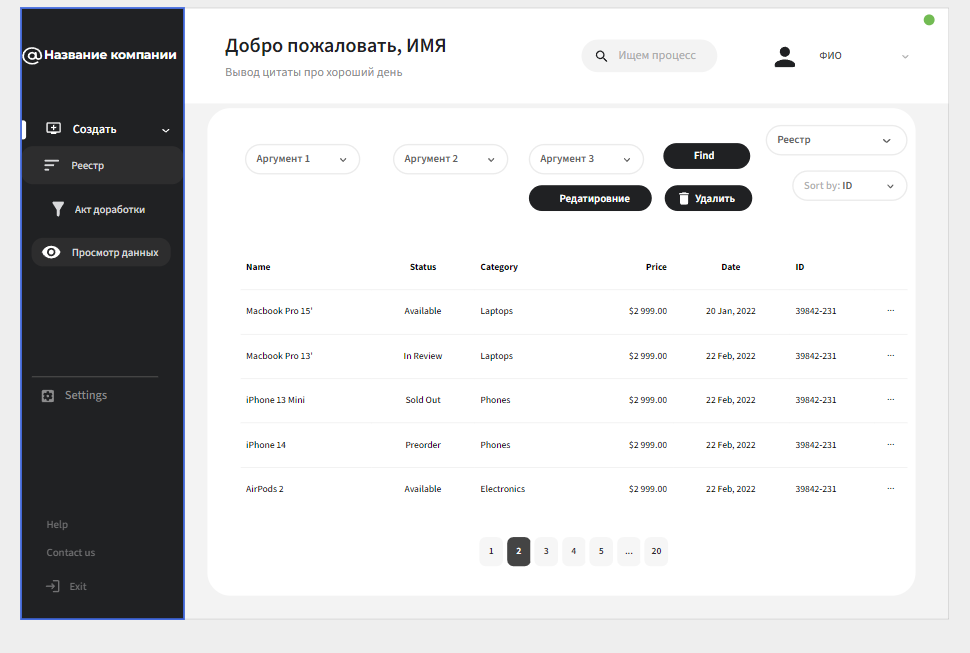 @Название компании
Создать
Реестр
Акт доработки
Просмотр данных
Settings
Help
Contact us
Exit
Добро пожаловать, ИМЯ
Вывод цитаты про хороший день
Ищем процесс
ФИО
Аргумент 1 Аргумент 2 Аргумент 3 Find Реестр
Редатировние Удалить Sort by: ID
Name Status Category Price Date ID
Macbook Pro 15' Available Laptops $2 999.00 20 Jan, 2022 39842-231 ...
Macbook Pro 13' In Review Laptops $2 999.00 22 Feb, 2022 39842-231 ...
iPhone 13 Mini Sold Out Phones $2 999.00 22 Feb, 2022 39842-231 ...
iPhone 14 Preorder Phones $2 999.00 22 Feb, 2022 39842-231 ...
AirPods 2 Available Electronics $2 999.00 22 Feb, 2022 39842-231 ...
1 2 3 4 5 ... 20